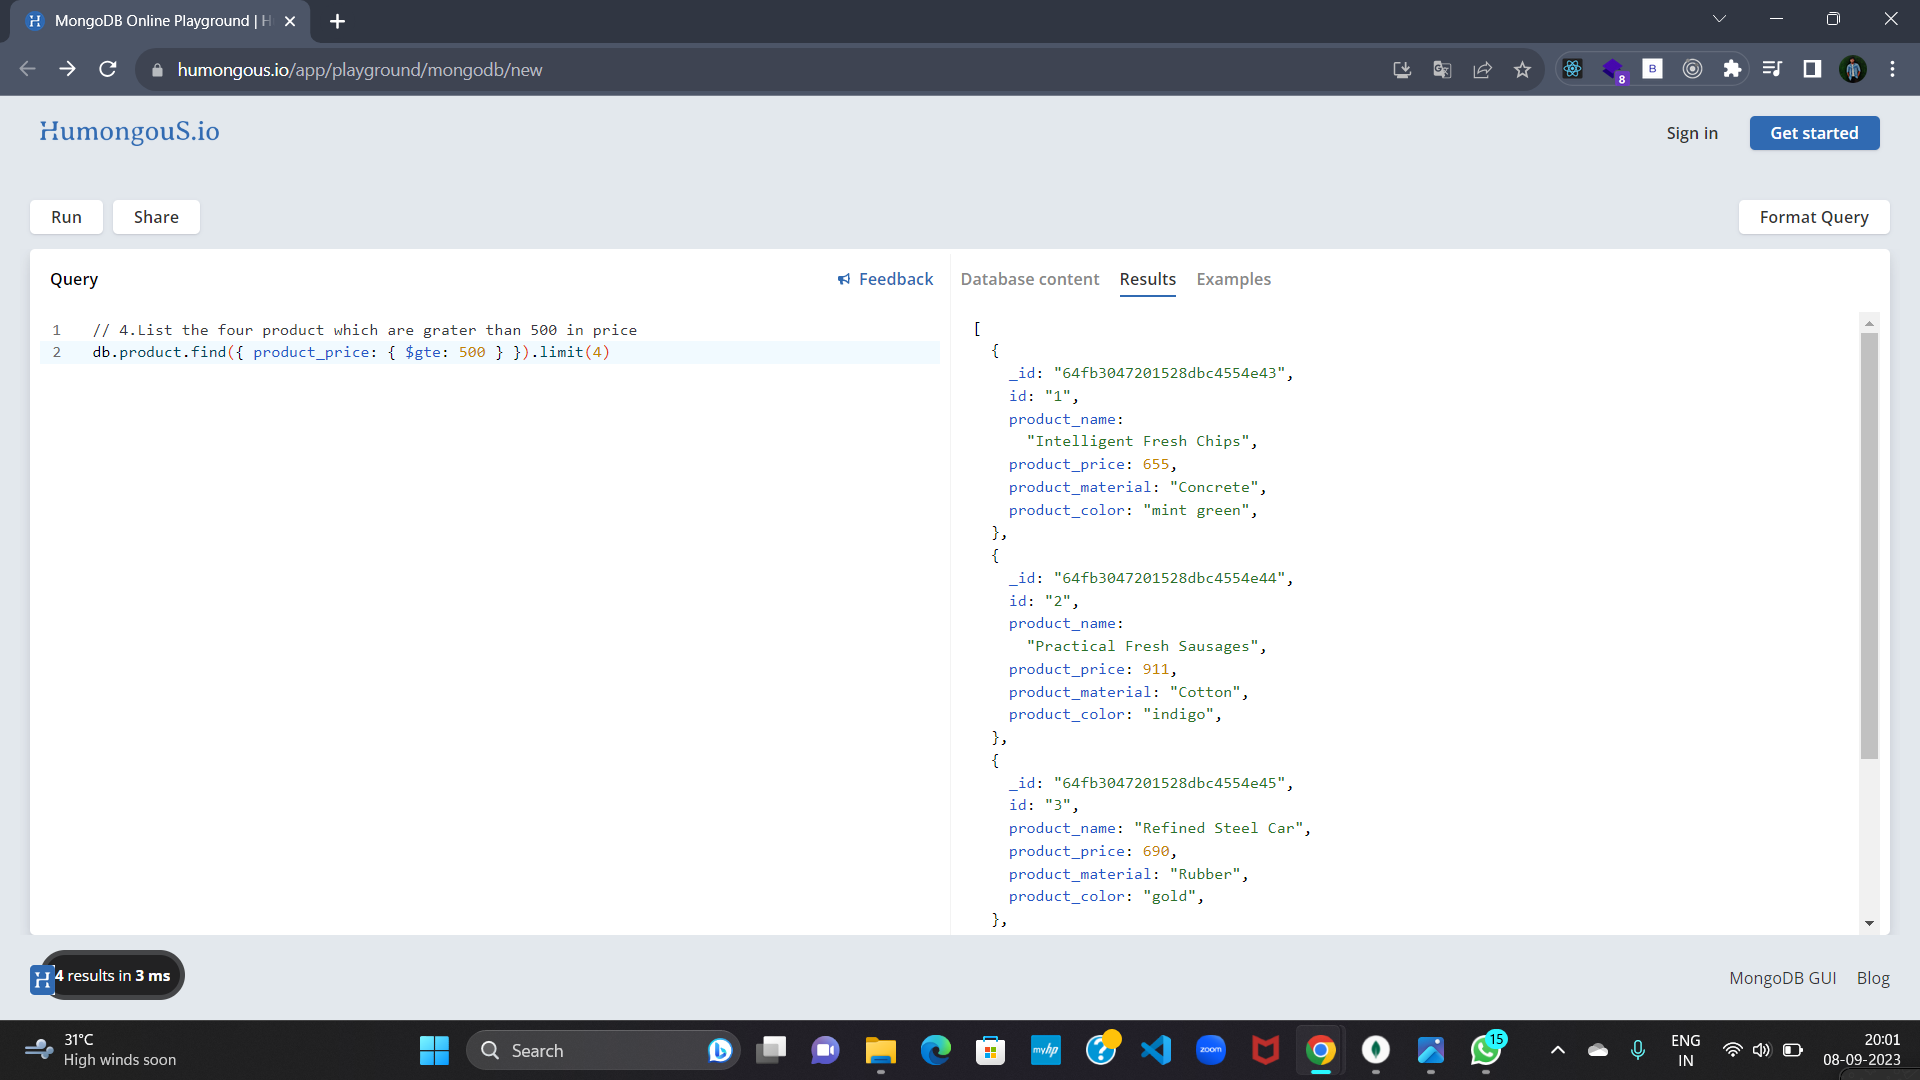 MongoDB Online Playground | H
humongous.io/app/playground/mongodb/new
8
B
HumongouS.io
Sign in
Get started
Run
Share
Format Query
Query
Feedback
Database content
Results
Examples
1 // 4.List the four product which are grater than 500 in price
2 db.product.find({ product_price: { $gte: 500 } }).limit(4)
[
{
_id: "64fb3047201528dbc4554e43",
id: "1",
product_name:
"Intelligent Fresh Chips",
product_price: 655,
product_material: "Concrete",
product_color: "mint green",
},
{
_id: "64fb3047201528dbc4554e44",
id: "2",
product_name:
"Practical Fresh Sausages",
product_price: 911,
product_material: "Cotton",
product_color: "indigo",
},
{
_id: "64fb3047201528dbc4554e45",
id: "3",
product_name: "Refined Steel Car",
product_price: 690,
product_material: "Rubber",
product_color: "gold",
},
H
4 results in 3 ms
MongoDB GUI
Blog
31°C
High winds soon
Search
myhp
?
zoom
15
ENG
IN
20:01
08-09-2023